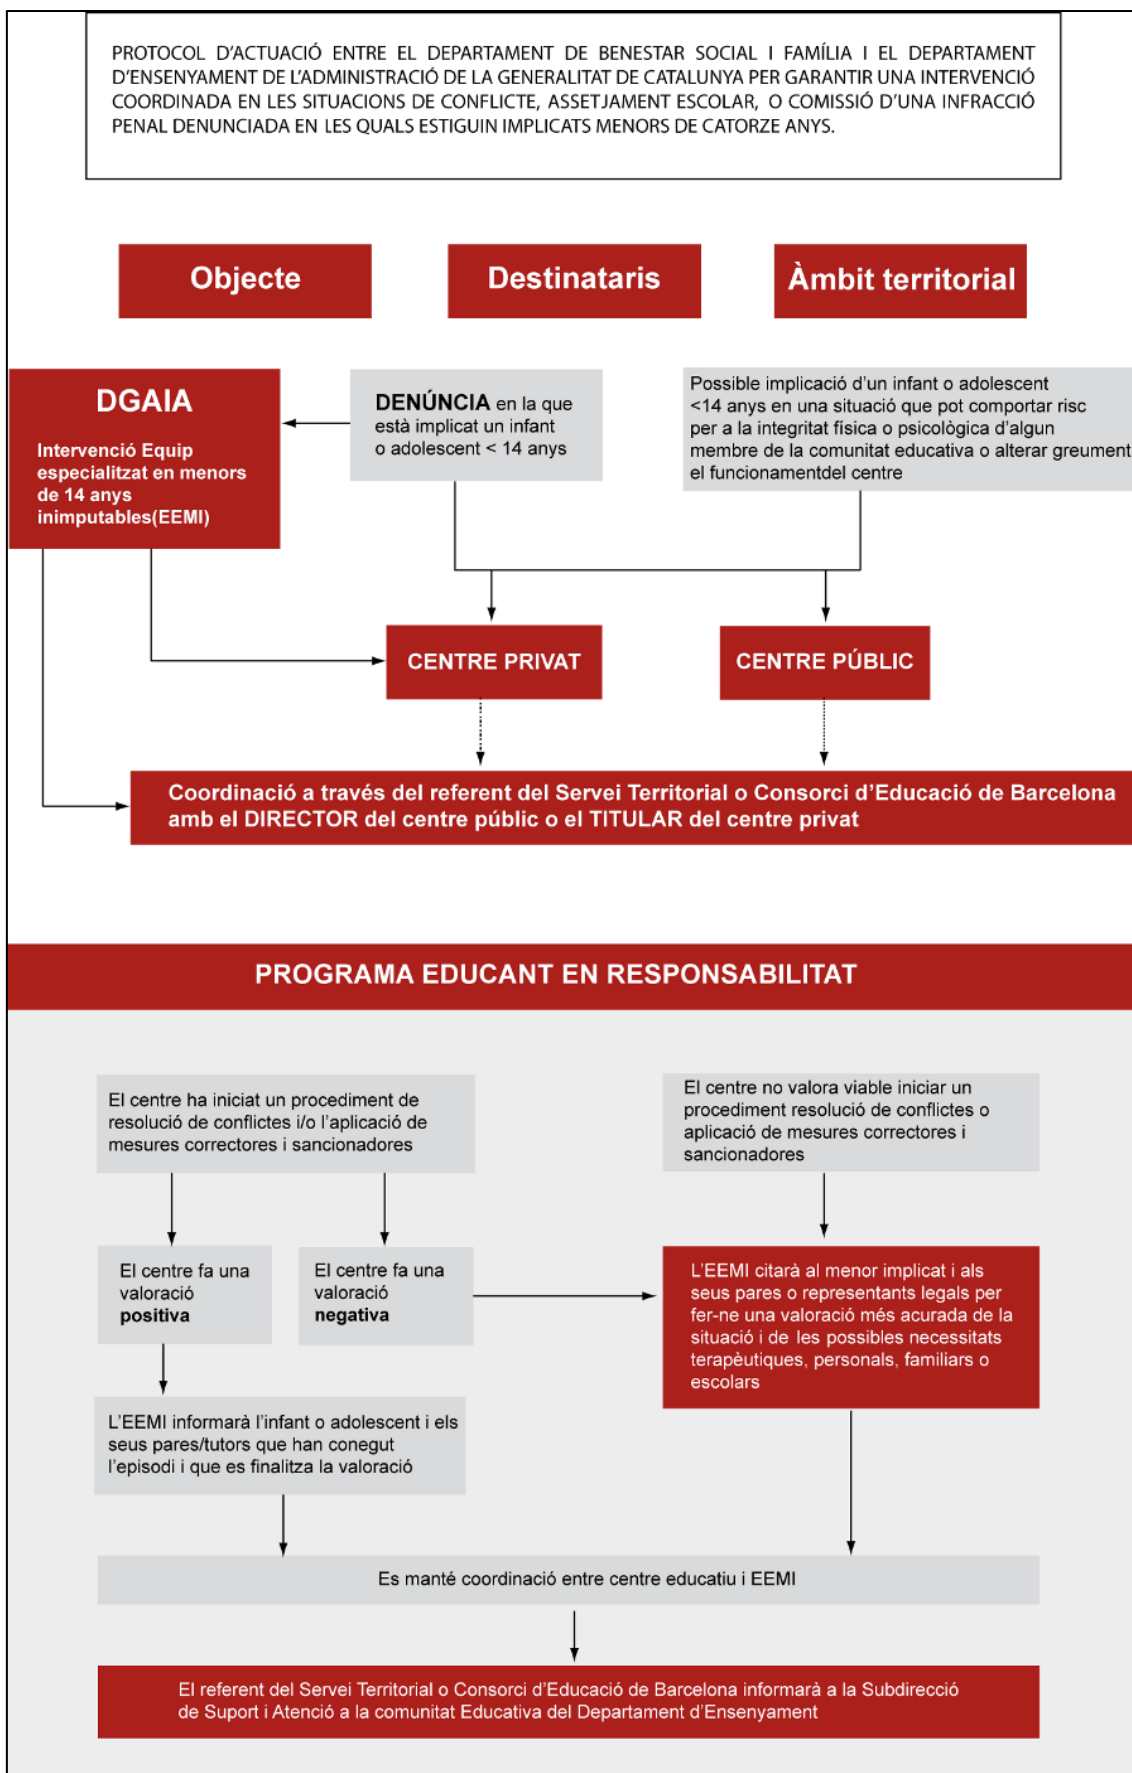 PROTOCOL D'ACTUACIÓ ENTRE EL DEPARTAMENT DE BENESTAR SOCIAL I FAMÍLIA I EL DEPARTAMENT
D'ENSENYAMENT DE L'ADMINISTRACIÓ DE LA GENERALITAT DE CATALUNYA PER GARANTIR UNA INTERVENCIÓ
COORDINADA EN LES SITUACIONS DE CONFLICTE, ASSETJAMENT ESCOLAR, O COMISSIÓ D'UNA INFRACCIÓ
PENAL DENUNCIADA EN LES QUALS ESTIGUIN IMPLICATS MENORS DE CATORZE ANYS.
Objecte
Destinataris
Àmbit territorial
DGAIA
Intervenció Equip
especialitzat en menors
de 14 anys
inimputables(EEMI)
DENÚNCIA en la que
està implicat un infant
o adolescent < 14 anys
Possible implicació d'un infant o adolescent
<14 anys en una situació que pot comportar risc
per a la integritat física o psicològica d'algun
membre de la comunitat educativa o alterar greument
el funcionamentdel centre
CENTRE PRIVAT
CENTRE PÚBLIC
Coordinació a través del referent del Servei Territorial o Consorci d'Educació de Barcelona
amb el DIRECTOR del centre públic o el TITULAR del centre privat
PROGRAMA EDUCANT EN RESPONSABILITAT
El centre ha iniciat un procediment de
resolució de conflictes i/o l'aplicació de
mesures correctores i sancionadores
El centre no valora viable iniciar un
procediment resolució de conflictes o
aplicació de mesures correctores i
sancionadores
El centre fa una
valoració
positiva
El centre fa una
valoració
negativa
L'EEMI citarà al menor implicat i als
seus pares o representants legals per
fer-ne una valoració més acurada de la
situació i de les possibles necessitats
terapèutiques, personals, familiars o
escolars
L'EEMI informarà l'infant o adolescent i els
seus pares/tutors que han conegut
l'episodi i que es finalitza la valoració
Es manté coordinació entre centre educatiu i EEMI
El referent del Servei Territorial o Consorci d'Educació de Barcelona informarà a la Subdirecció
de Suport i Atenció a la comunitat Educativa del Departament d'Ensenyament